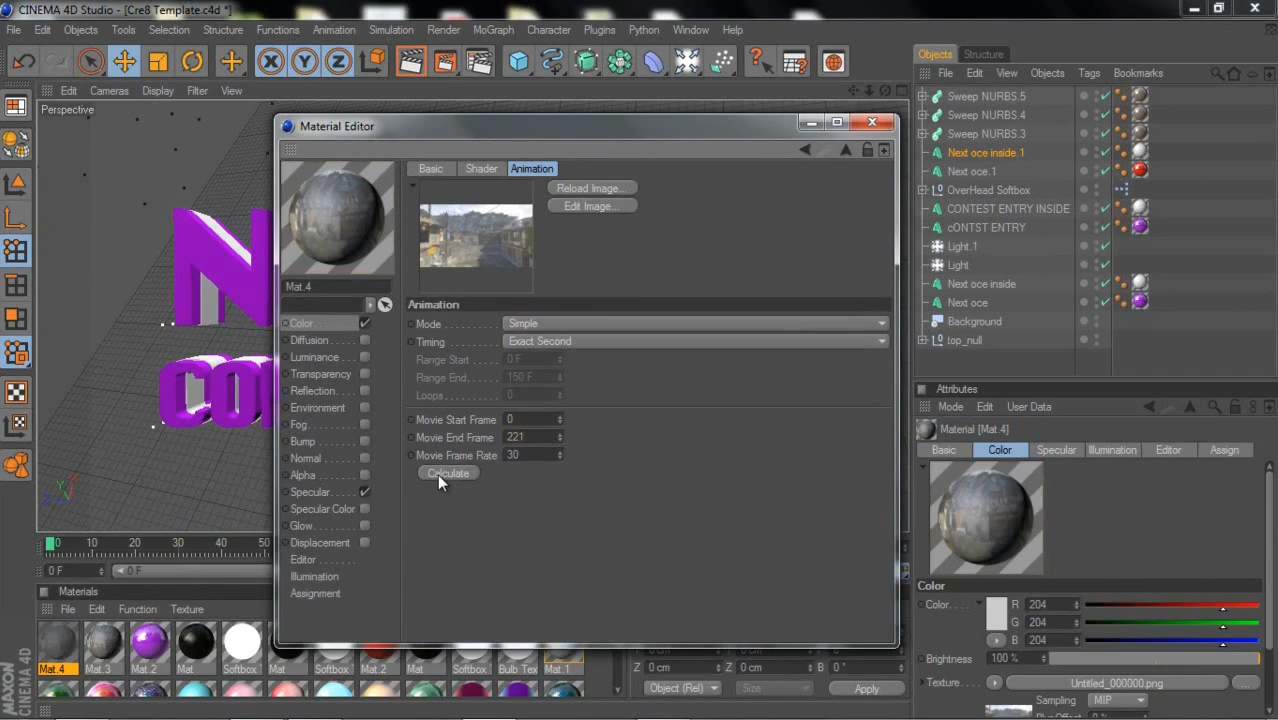 CINEMA 4D Studio - [Cre8 Template.c4d *]
File Edit Objects Tools Selection Structure Functions Animation Simulation Render MoGraph Character Plugins Python Window Help
Objects Structure
File Edit View Objects Tags Bookmarks
Edit Cameras Display Filter View
Perspective
Sweep NURBS.5
Sweep NURBS.4
Sweep NURBS.3
Next oce inside.1
Next oce.1
OverHead Softbox
CONTEST ENTRY INSIDE
cONTST ENTRY
Light.1
Light
Next oce inside
Next oce
Background
top_null
Material Editor
Basic Shader Animation
Reload Image...
Edit Image...
Mat.4
Animation
Color
Diffusion
Luminance
Transparency
Reflection
Environment
Fog
Bump
Normal
Alpha
Specular
Specular Color
Glow
Displacement
Editor
Illumination
Assignment
Mode Simple
Timing Exact Second
Range Start 0 F
Range End 150 F
Loops 0
Movie Start Frame 0
Movie End Frame 221
Movie Frame Rate 30
Calculate
N
CO
Y X Z
0 10 20 30 40 50
0 F 0 F
Attributes
Mode Edit User Data
Material [Mat.4]
Basic Color Specular Illumination Editor Assign
Color
Color R 204
G 204
B 204
Brightness 100 %
Texture Untitled_000000.png ...
Sampling MIP
Blur Offset 0 %
Materials
File Edit Function Texture
Mat.4 Mat.3 Mat.2 Mat Softbox Mat Softbox Mat.2 Mat Softbox Bulb Tex Mat.1
Z 0 cm Z 0 cm B 0 °
Object (Rel) Size Apply
MAXON
CINEMA 4D